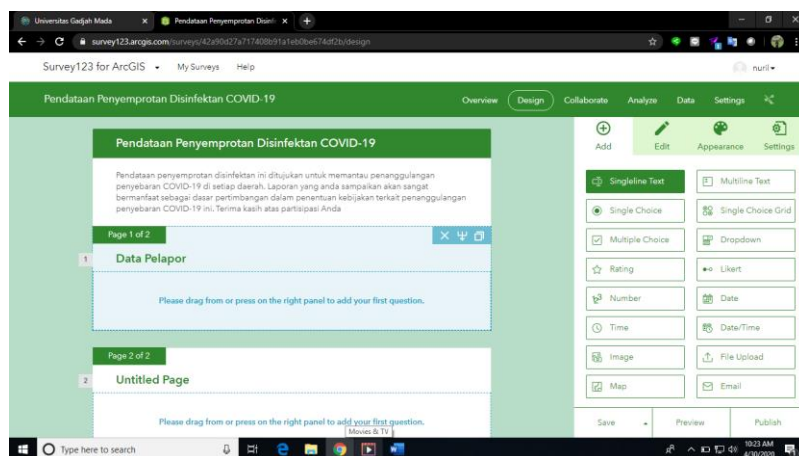 Universitas Gadjah Mada
Pendataan Penyemprotan Disinfe
survey123.arcgis.com/surveys/42a90d27a717408b91a1eb0be674df2b/design
Survey123 for ArcGIS
My Surveys
Help
nuril
Pendataan Penyemprotan Disinfektan COVID-19
Overview
Design
Collaborate
Analyze
Data
Settings
Pendataan Penyemprotan Disinfektan COVID-19
Pendataan penyemprotan disinfektan ini ditujukan untuk memantau penanggulangan
penyebaran COVID-19 di setiap daerah. Laporan yang anda sampaikan akan sangat
bermanfaat sebagai dasar pertimbangan dalam penentuan kebijakan terkait penanggulangan
penyebaran COVID-19 ini. Terima kasih atas partisipasi Anda
Page 1 of 2
1 Data Pelapor
Please drag from or press on the right panel to add your first question.
Page 2 of 2
2 Untitled Page
Please drag from or press on the right panel to add your first question.
Movies & TV
Add
Edit
Appearance
Settings
Singleline Text
Multiline Text
Single Choice
Single Choice Grid
Multiple Choice
Dropdown
Rating
Likert
Number
Date
Time
Date/Time
Image
File Upload
Map
Email
Save
Preview
Publish
Type here to search
10:23 AM
4/30/2020